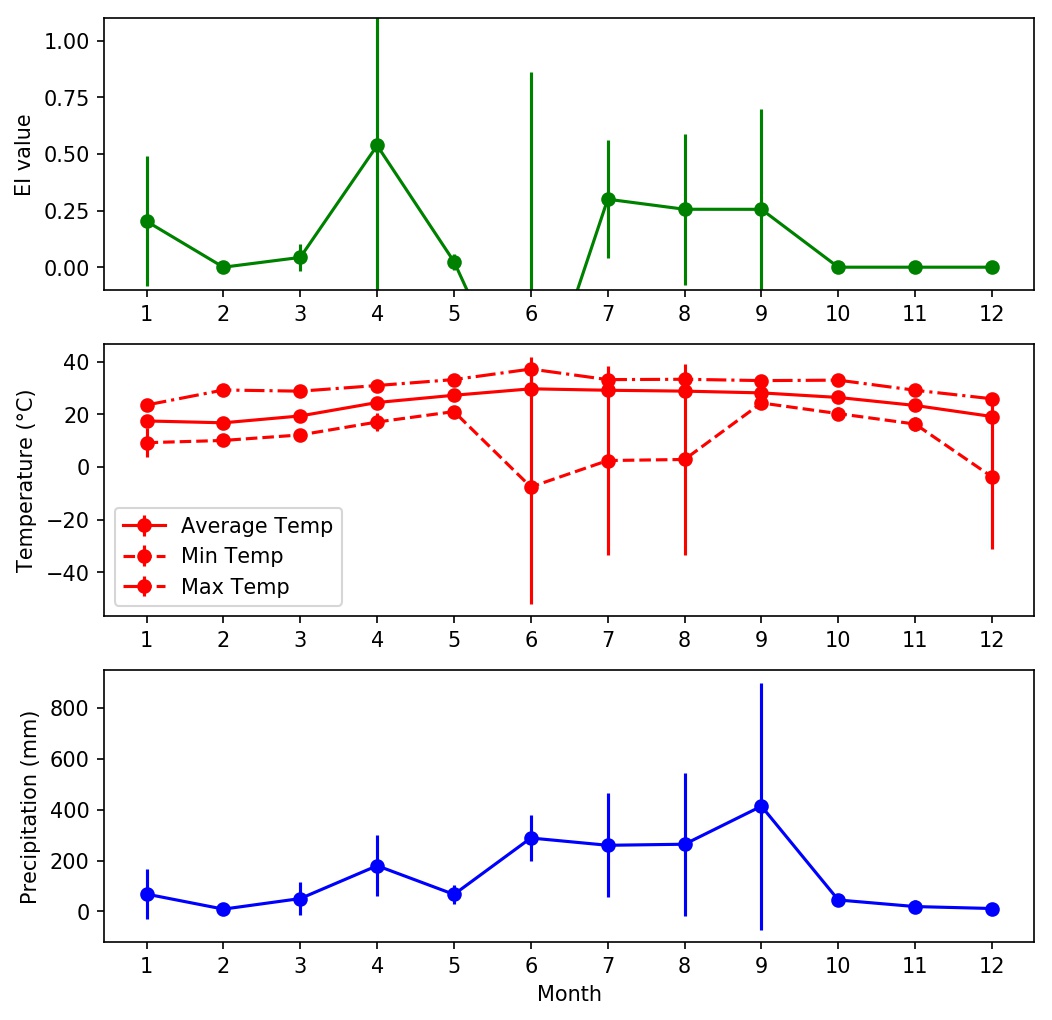 EI value
1.00
0.75
0.50
0.25
0.00
1 2 3 4 5 6 7 8 9 10 11 12
Temperature (°C)
40
20
0
−20
−40
Average Temp
Min Temp
Max Temp
1 2 3 4 5 6 7 8 9 10 11 12
Precipitation (mm)
800
600
400
200
0
1 2 3 4 5 6 7 8 9 10 11 12
Month